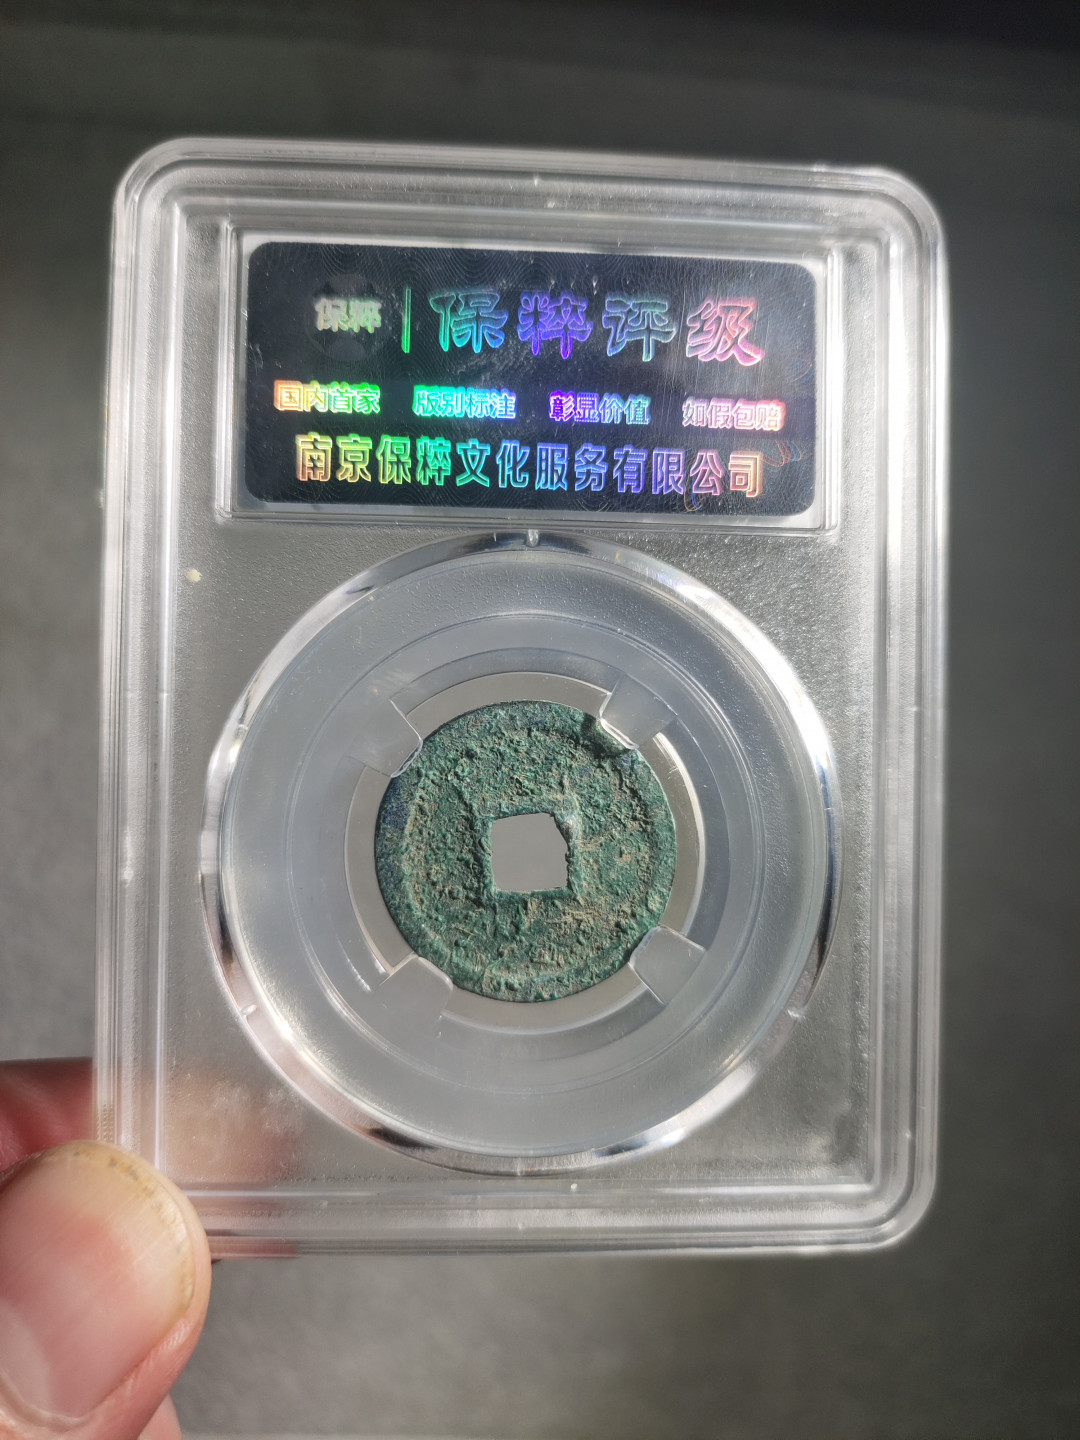 保粹 | 保粹评级
国内首家 版别标注 彰显价值 如假包赔
南京保粹文化服务有限公司